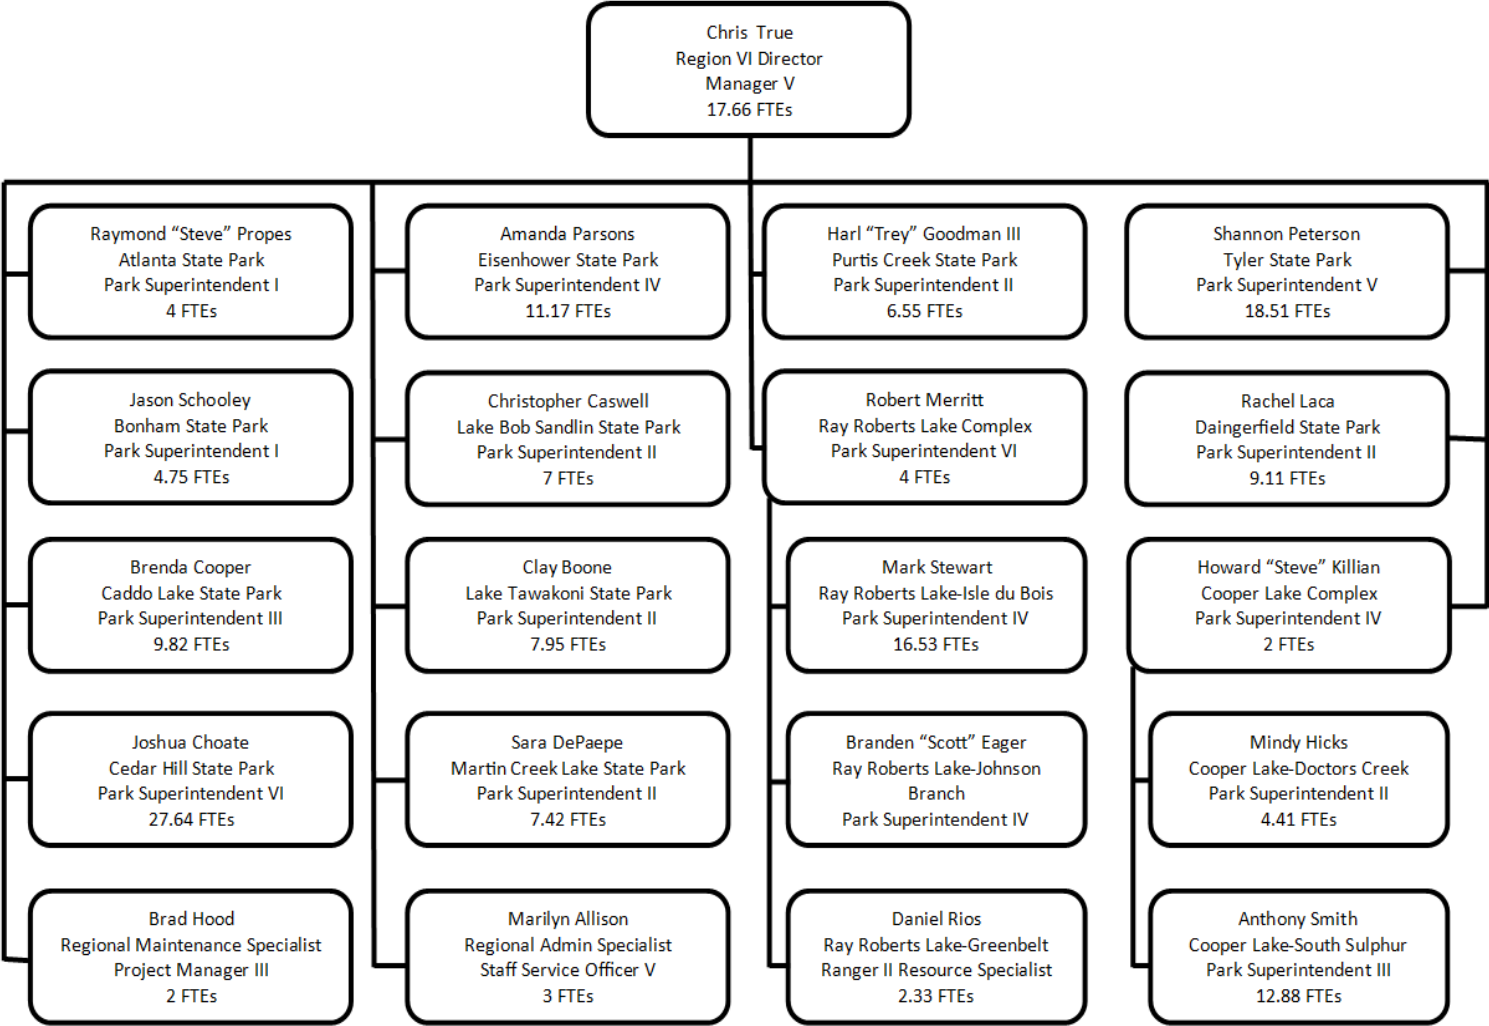 Chris True
Region VI Director
Manager V
17.66 FTEs
Raymond “Steve” Propes
Atlanta State Park
Park Superintendent I
4 FTEs
Jason Schooley
Bonham State Park
Park Superintendent I
4.75 FTEs
Brenda Cooper
Caddo Lake State Park
Park Superintendent III
9.82 FTEs
Joshua Choate
Cedar Hill State Park
Park Superintendent VI
27.64 FTEs
Brad Hood
Regional Maintenance Specialist
Project Manager III
2 FTEs
Amanda Parsons
Eisenhower State Park
Park Superintendent IV
11.17 FTEs
Christopher Caswell
Lake Bob Sandlin State Park
Park Superintendent II
7 FTEs
Clay Boone
Lake Tawakoni State Park
Park Superintendent II
7.95 FTEs
Sara DePaepe
Martin Creek Lake State Park
Park Superintendent II
7.42 FTEs
Marilyn Allison
Regional Admin Specialist
Staff Service Officer V
3 FTEs
Harl “Trey” Goodman III
Purtis Creek State Park
Park Superintendent II
6.55 FTEs
Robert Merritt
Ray Roberts Lake Complex
Park Superintendent VI
4 FTEs
Mark Stewart
Ray Roberts Lake-Isle du Bois
Park Superintendent IV
16.53 FTEs
Branden “Scott” Eager
Ray Roberts Lake-Johnson
Branch
Park Superintendent IV
Daniel Rios
Ray Roberts Lake-Greenbelt
Ranger II Resource Specialist
2.33 FTEs
Shannon Peterson
Tyler State Park
Park Superintendent V
18.51 FTEs
Rachel Laca
Daingerfield State Park
Park Superintendent II
9.11 FTEs
Howard “Steve” Killian
Cooper Lake Complex
Park Superintendent IV
2 FTEs
Mindy Hicks
Cooper Lake-Doctors Creek
Park Superintendent II
4.41 FTEs
Anthony Smith
Cooper Lake-South Sulphur
Park Superintendent III
12.88 FTEs